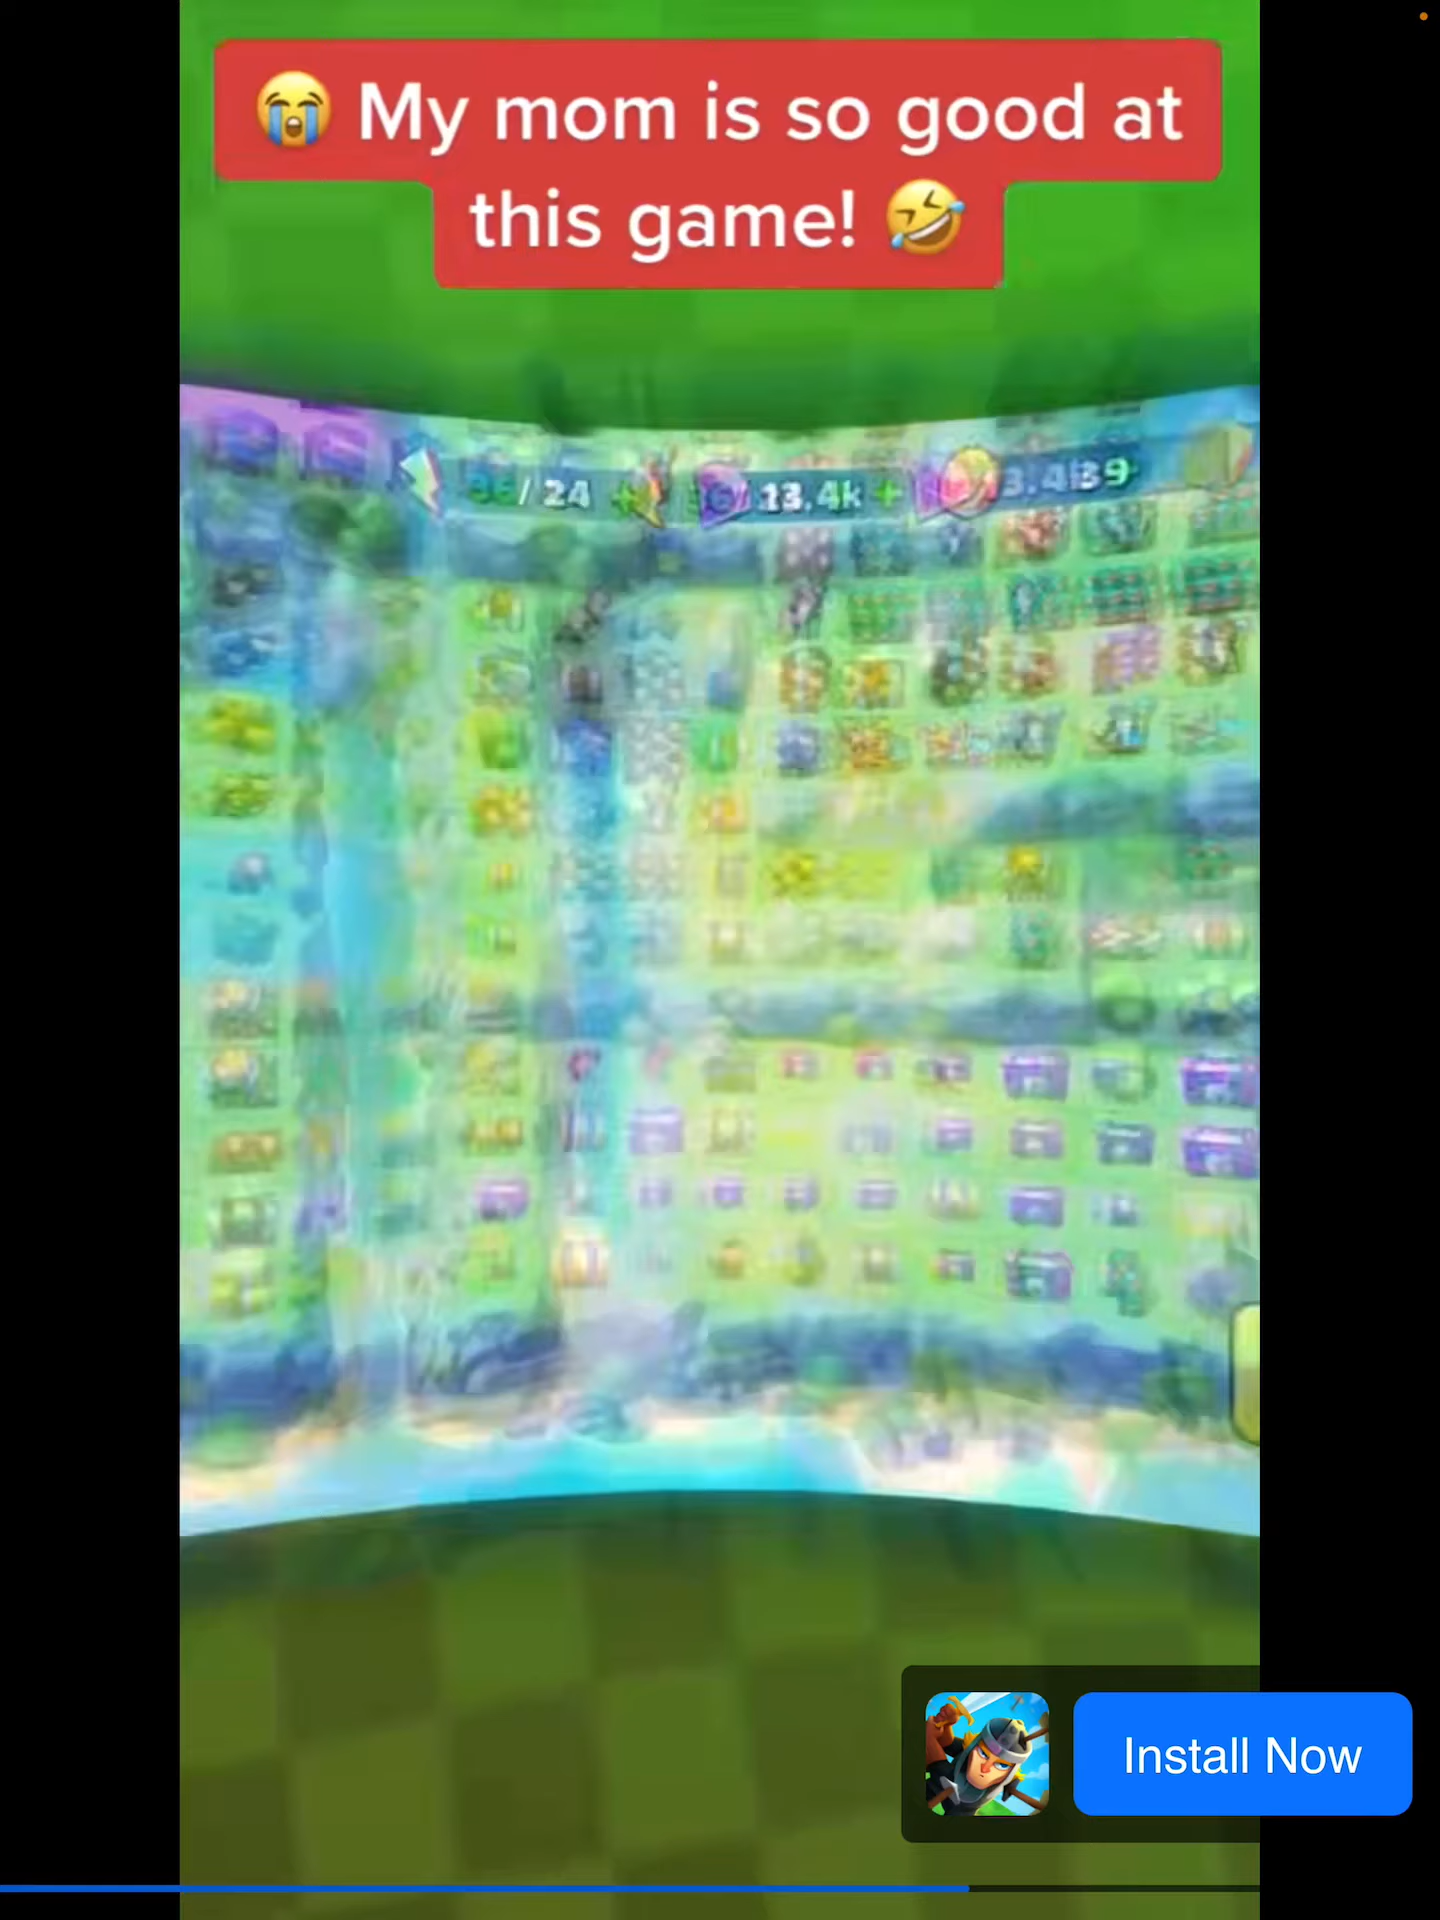 😭 My mom is so good at
this game! 🤣
/ 24
13.4k +
Install Now